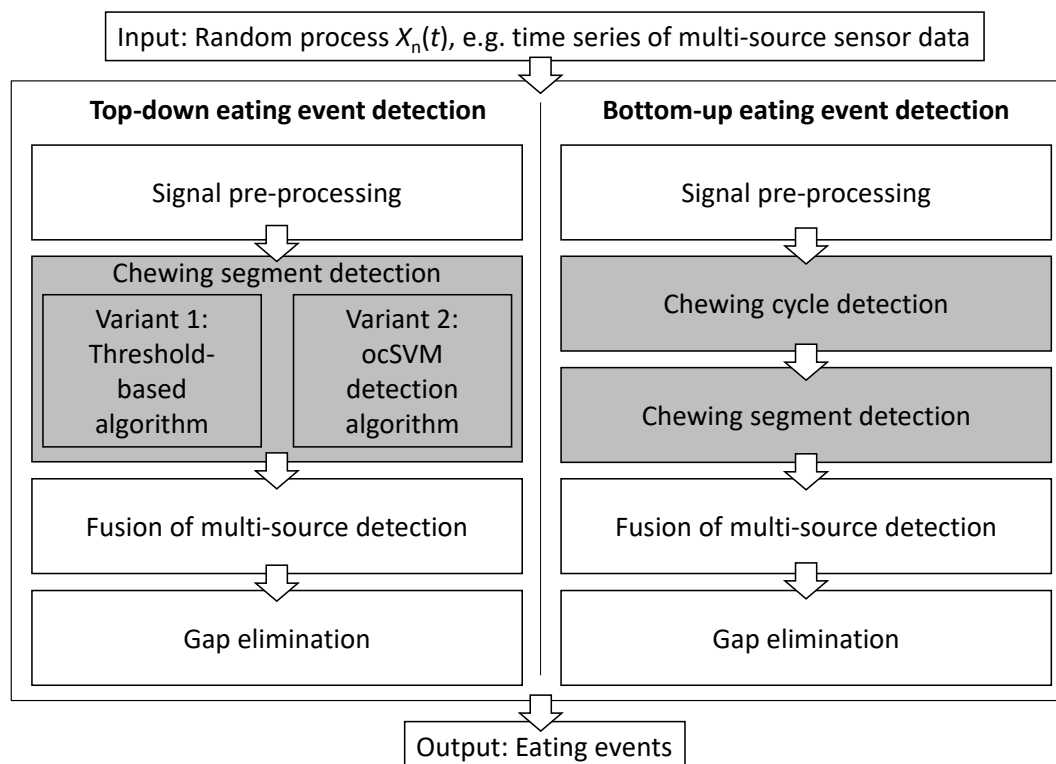 Input: Random process Xn(t), e.g. time series of multi-source sensor data
Top-down eating event detection
Signal pre-processing
Chewing segment detection
Variant 1:
Threshold-
based
algorithm
Variant 2:
ocSVM
detection
algorithm
Fusion of multi-source detection
Gap elimination
Bottom-up eating event detection
Signal pre-processing
Chewing cycle detection
Chewing segment detection
Fusion of multi-source detection
Gap elimination
Output: Eating events